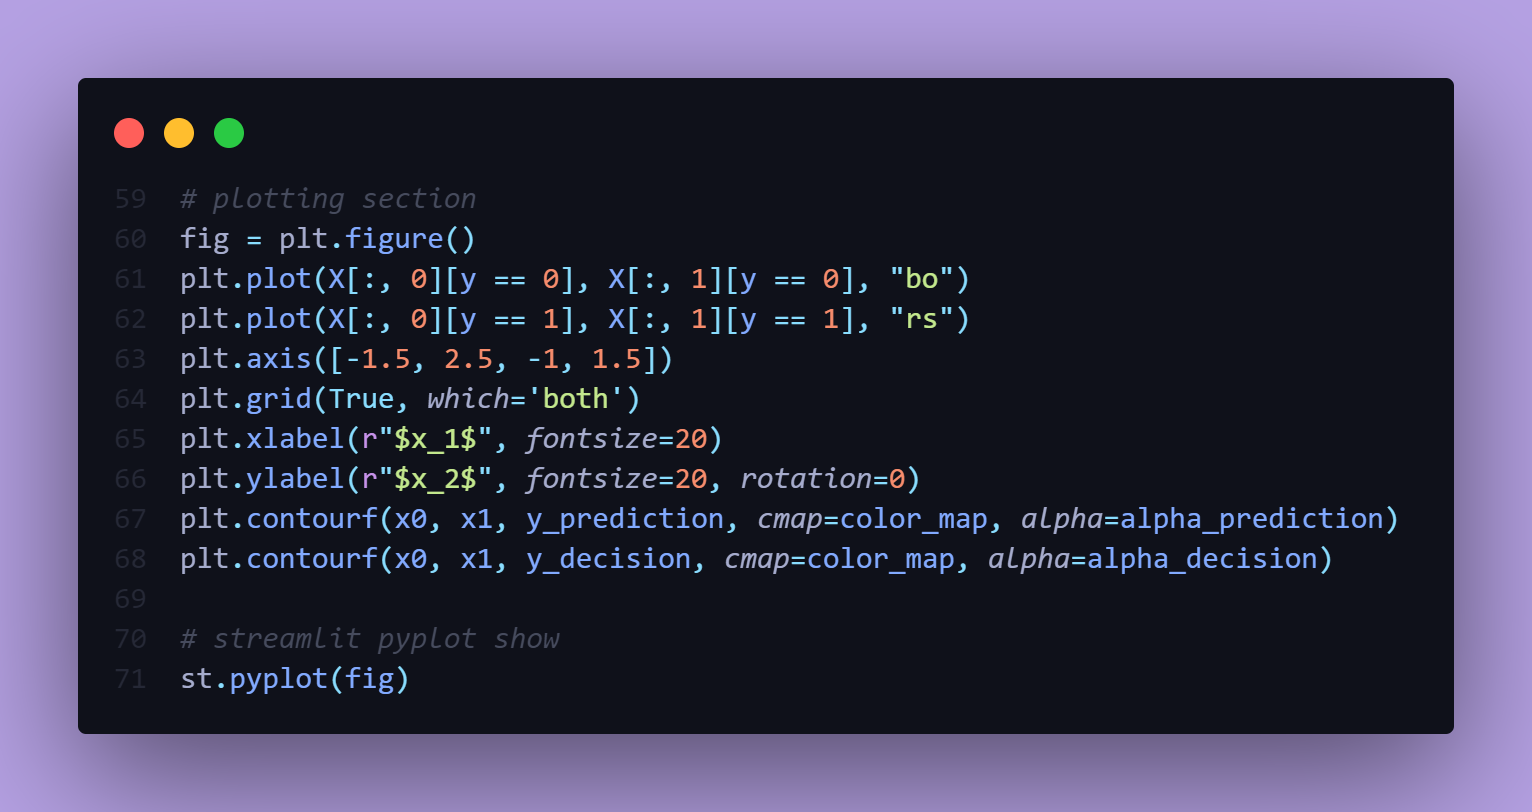 59 # plotting section
60 fig = plt.figure()
61 plt.plot(X[:, 0][y == 0], X[:, 1][y == 0], "bo")
62 plt.plot(X[:, 0][y == 1], X[:, 1][y == 1], "rs")
63 plt.axis([-1.5, 2.5, -1, 1.5])
64 plt.grid(True, which='both')
65 plt.xlabel(r"$x_1$", fontsize=20)
66 plt.ylabel(r"$x_2$", fontsize=20, rotation=0)
67 plt.contourf(x0, x1, y_prediction, cmap=color_map, alpha=alpha_prediction)
68 plt.contourf(x0, x1, y_decision, cmap=color_map, alpha=alpha_decision)
69
70 # streamlit pyplot show
71 st.pyplot(fig)